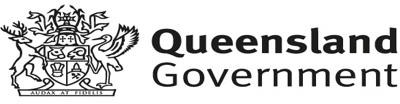 Queensland
Government
AUDAX AT FIDELIS